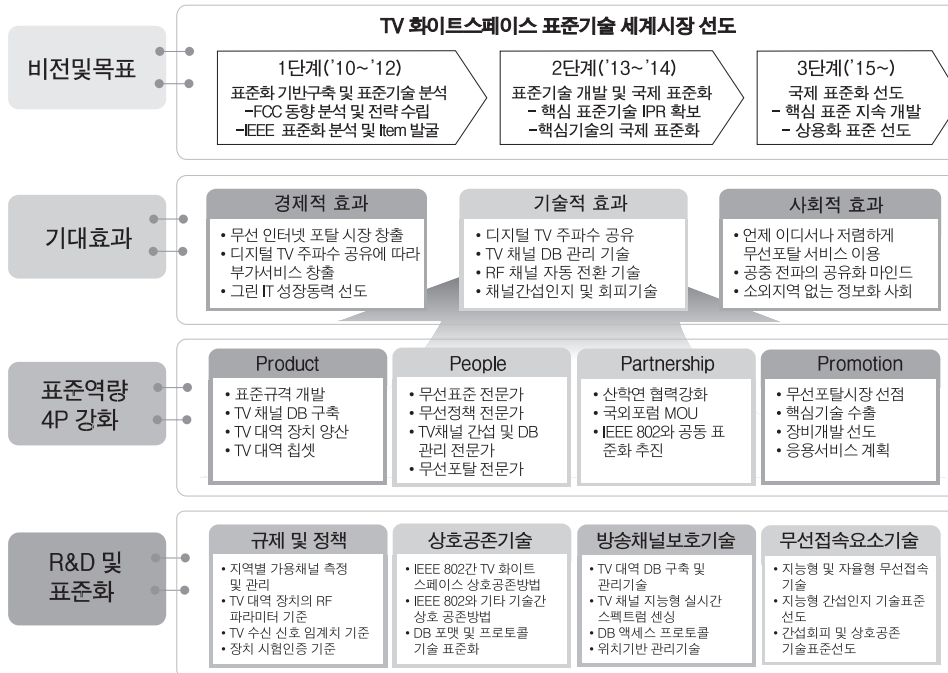 TV 화이트스페이스 표준기술 세계시장 선도
비전및목표
1단계('10~'12)
표준화 기반구축 및 표준기술 분석
-FCC 동향 분석 및 전략 수립
-IEEE 표준화 분석 및 Item 발굴
2단계('13~'14)
표준기술 개발 및 국제 표준화
- 핵심 표준기술 IPR 확보
-핵심기술의 국제 표준화
3단계('15~)
국제 표준화 선도
- 핵심 표준 지속 개발
- 상용화 표준 선도
기대효과
경제적 효과
• 무선 인터넷 포탈 시장 창출
• 디지털 TV 주파수 공유에 따라
부가서비스 창출
• 그린 IT 성장동력 선도
기술적 효과
• 디지털 TV 주파수 공유
• TV 채널 DB 관리 기술
• RF 채널 자동 전환 기술
• 채널간섭인지 및 회피기술
사회적 효과
• 언제 이디서나 저렴하게
무선포탈 서비스 이용
• 공중 전파의 공유화 마인드
• 소외지역 없는 정보화 사회
표준역량
4P 강화
Product
• 표준규격 개발
• TV 채널 DB 구축
• TV 대역 장치 양산
• TV 대역 칩셋
People
• 무선표준 전문가
• 무선정책 전문가
• TV채널 간섭 및 DB
관리 전문가
• 무선포탈 전문가
Partnership
• 산학연 협력강화
• 국외포럼 MOU
• IEEE 802와 공동 표
준화 추진
Promotion
• 무선포탈시장 선점
• 핵심기술 수출
• 장비개발 선도
• 응용서비스 계획
R&D 및
표준화
규제 및 정책
• 지역별 가용채널 측정
및 관리
• TV 대역 장치의 RF
파라미터 기준
• TV 수신 신호 임계치 기준
• 장치 시험인증 기준
상호공존기술
• IEEE 802간 TV 화이트
스페이스 상호공존방법
• IEEE 802와 기타 기술간
상호 공존방법
• DB 포맷 및 프로토콜
기술 표준화
방송채널보호기술
• TV 대역 DB 구축 및
관리기술
• TV 채널 지능형 실시간
스펙트럼 센싱
• DB 액세스 프로토콜
• 위치기반 관리기술
무선접속요소기술
• 지능형 및 자율형 무선접속
기술
• 지능형 간섭인지 기술표준
선도
• 간섭회피 및 상호공존
기술표준선도